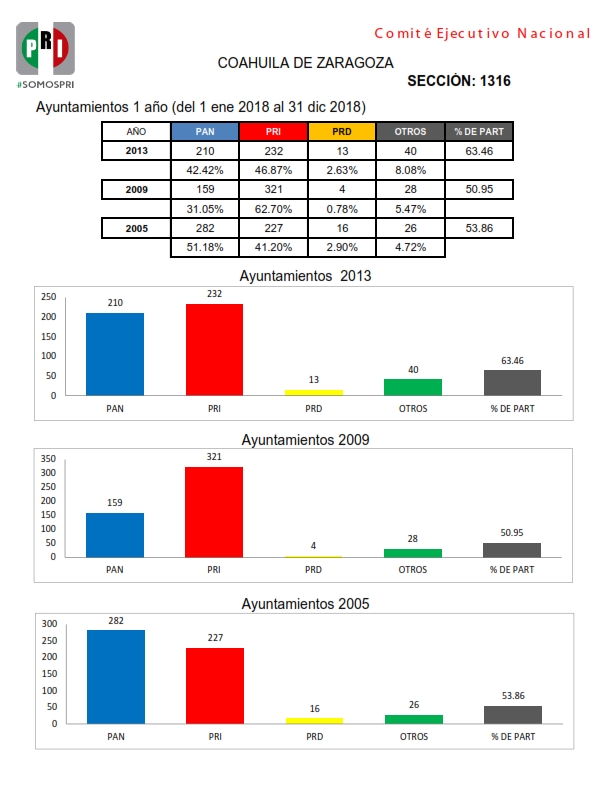 Comité Ejecutivo Nacional
PRI
#SOMOSPRI
COAHUILA DE ZARAGOZA
SECCIÓN: 1316
Ayuntamientos 1 año (del 1 ene 2018 al 31 dic 2018)
AÑO PAN PRI PRD OTROS % DE PART
2013 210 232 13 40 63.46
42.42% 46.87% 2.63% 8.08%
2009 159 321 4 28 50.95
31.05% 62.70% 0.78% 5.47%
2005 282 227 16 26 53.86
51.18% 41.20% 2.90% 4.72%
Ayuntamientos 2013
250
200
150
100
50
0
210
232
13
40
63.46
PAN PRI PRD OTROS % DE PART
Ayuntamientos 2009
350
300
250
200
150
100
50
0
159
321
4
28
50.95
PAN PRI PRD OTROS % DE PART
Ayuntamientos 2005
300
250
200
150
100
50
0
282
227
16
26
53.86
PAN PRI PRD OTROS % DE PART